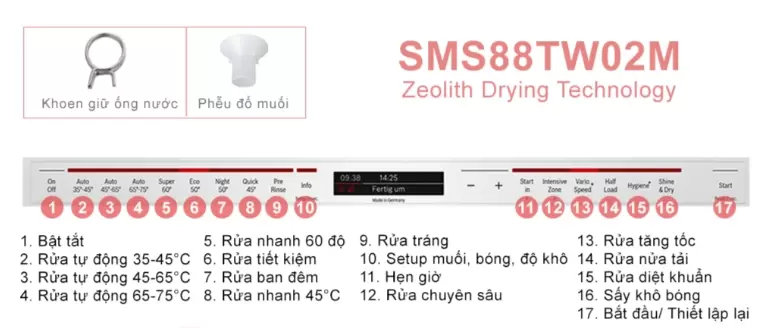 SMS88TW02M
Zeolith Drying Technology
Khoen giữ ống nước
Phễu đổ muối
On Off
Auto 35°-45°
Auto 45°-65°
Auto 65°-75°
Super 60°
Eco 50°
Night 50°
Quick 45°
Pre Rinse
Info
09.38 14:25
Fertig um
Made in Germany
− +
Start in
Intensive Zone
Vario Speed+
Half Load
Hygiene+
Shine & Dry
Start
1 2 3 4 5 6 7 8 9 10 11 12 13 14 15 16 17
1. Bật tắt
2. Rửa tự động 35-45°C
3. Rửa tự động 45-65°C
4. Rửa tự động 65-75°C
5. Rửa nhanh 60 độ
6. Rửa tiết kiệm
7. Rửa ban đêm
8. Rửa nhanh 45°C
9. Rửa tráng
10. Setup muối, bóng, độ khô
11. Hẹn giờ
12. Rửa chuyên sâu
13. Rửa tăng tốc
14. Rửa nửa tải
15. Rửa diệt khuẩn
16. Sấy khô bóng
17. Bắt đầu/ Thiết lập lại